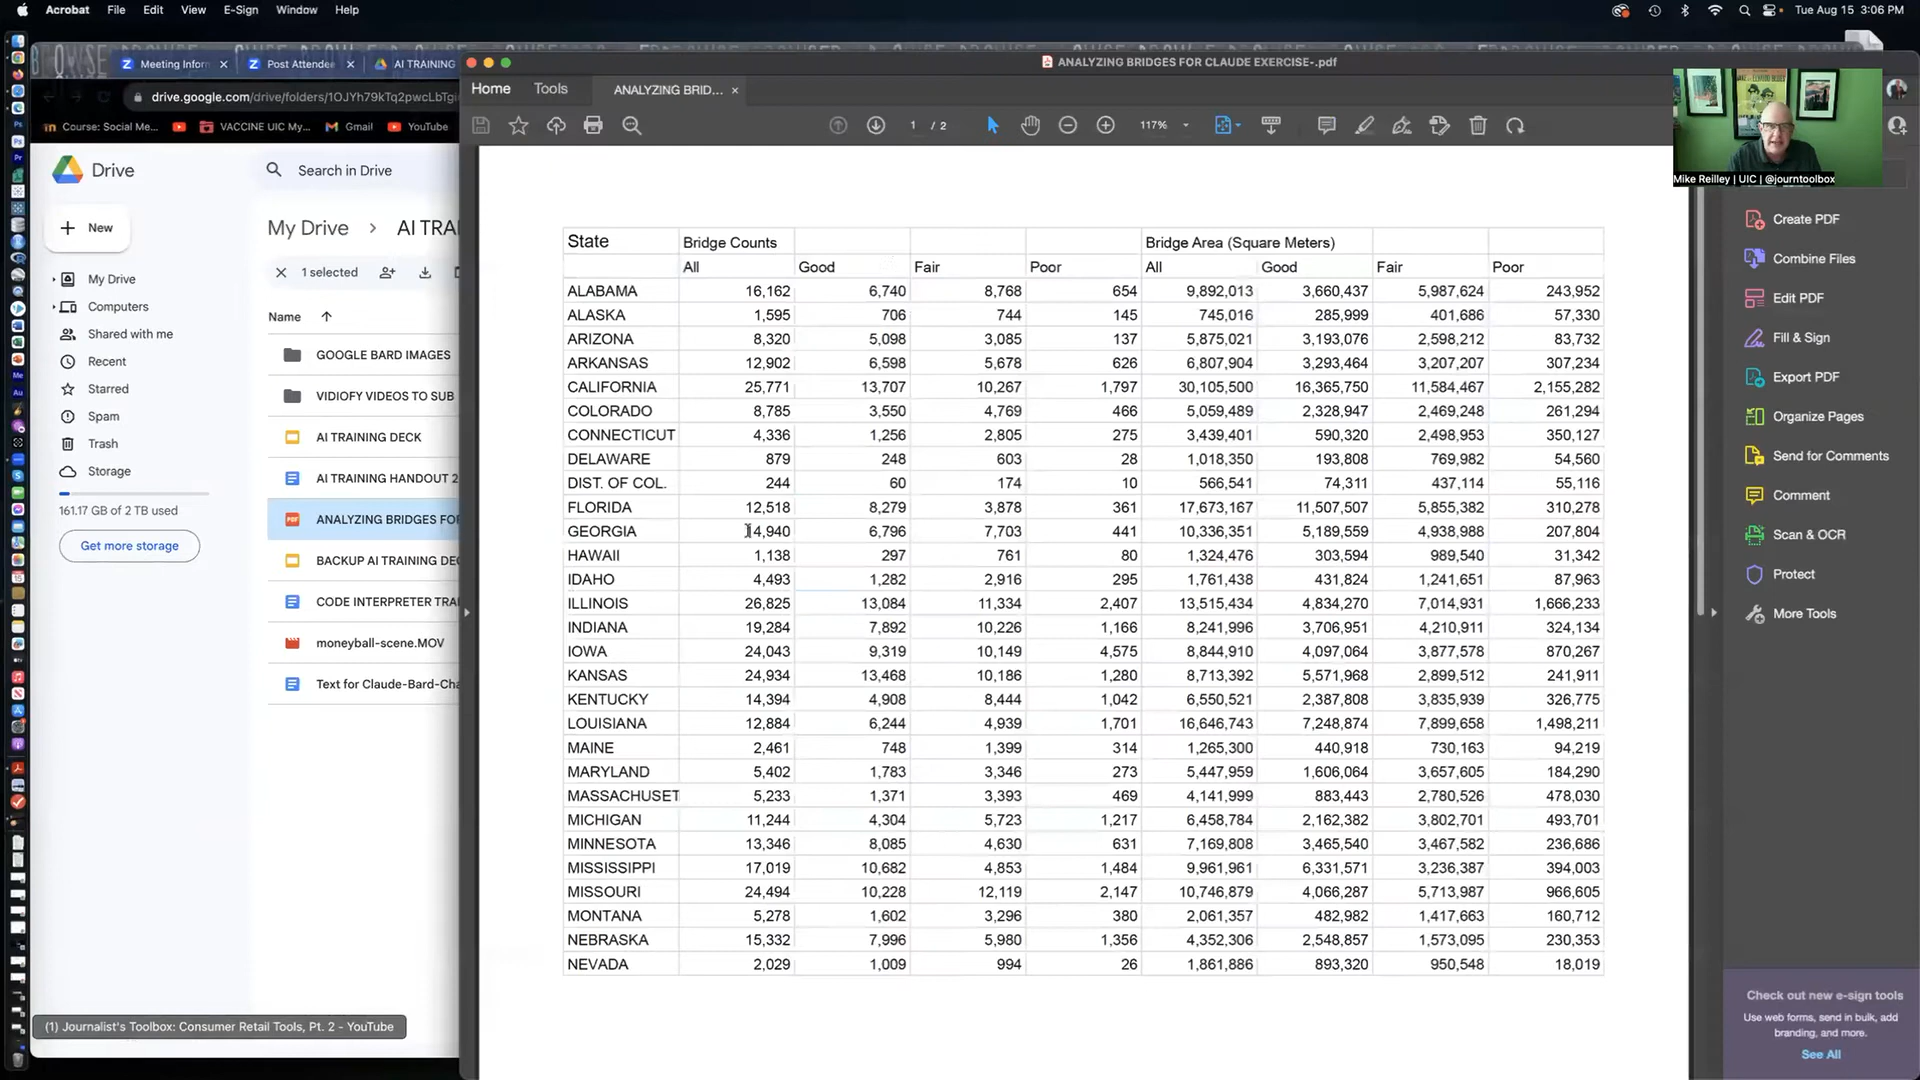 Acrobat File Edit View E-Sign Window Help Tue Aug 15 3:06 PM
Meeting Inforn Post Attendee AI TRAINING
ANALYZING BRIDGES FOR CLAUDE EXERCISE-.pdf
drive.google.com/drive/folders/1OJYh79kTq2pwcLbTgi
Home Tools ANALYZING BRID...
Course: Social Me... VACCINE UIC My... Gmail YouTube
1 / 2 117%
Drive Search in Drive
Mike Reilley | UIC | @journtoolbox
New
My Drive > AI TRAI
1 selected
My Drive
Computers
Shared with me
Recent
Starred
Spam
Trash
Storage
161.17 GB of 2 TB used
Get more storage
Name
GOOGLE BARD IMAGES
VIDIOFY VIDEOS TO SUB
AI TRAINING DECK
AI TRAINING HANDOUT 2
ANALYZING BRIDGES FOR
BACKUP AI TRAINING DEC
CODE INTERPRETER TRA
moneyball-scene.MOV
Text for Claude-Bard-Cha
(1) Journalist's Toolbox: Consumer Retail Tools, Pt. 2 - YouTube
State Bridge Counts Bridge Area (Square Meters)
All Good Fair Poor All Good Fair Poor
ALABAMA 16,162 6,740 8,768 654 9,892,013 3,660,437 5,987,624 243,952
ALASKA 1,595 706 744 145 745,016 285,999 401,686 57,330
ARIZONA 8,320 5,098 3,085 137 5,875,021 3,193,076 2,598,212 83,732
ARKANSAS 12,902 6,598 5,678 626 6,807,904 3,293,464 3,207,207 307,234
CALIFORNIA 25,771 13,707 10,267 1,797 30,105,500 16,365,750 11,584,467 2,155,282
COLORADO 8,785 3,550 4,769 466 5,059,489 2,328,947 2,469,248 261,294
CONNECTICUT 4,336 1,256 2,805 275 3,439,401 590,320 2,498,953 350,127
DELAWARE 879 248 603 28 1,018,350 193,808 769,982 54,560
DIST. OF COL. 244 60 174 10 566,541 74,311 437,114 55,116
FLORIDA 12,518 8,279 3,878 361 17,673,167 11,507,507 5,855,382 310,278
GEORGIA 14,940 6,796 7,703 441 10,336,351 5,189,559 4,938,988 207,804
HAWAII 1,138 297 761 80 1,324,476 303,594 989,540 31,342
IDAHO 4,493 1,282 2,916 295 1,761,438 431,824 1,241,651 87,963
ILLINOIS 26,825 13,084 11,334 2,407 13,515,434 4,834,270 7,014,931 1,666,233
INDIANA 19,284 7,892 10,226 1,166 8,241,996 3,706,951 4,210,911 324,134
IOWA 24,043 9,319 10,149 4,575 8,844,910 4,097,064 3,877,578 870,267
KANSAS 24,934 13,468 10,186 1,280 8,713,392 5,571,968 2,899,512 241,911
KENTUCKY 14,394 4,908 8,444 1,042 6,550,521 2,387,808 3,835,939 326,775
LOUISIANA 12,884 6,244 4,939 1,701 16,646,743 7,248,874 7,899,658 1,498,211
MAINE 2,461 748 1,399 314 1,265,300 440,918 730,163 94,219
MARYLAND 5,402 1,783 3,346 273 5,447,959 1,606,064 3,657,605 184,290
MASSACHUSET 5,233 1,371 3,393 469 4,141,999 883,443 2,780,526 478,030
MICHIGAN 11,244 4,304 5,723 1,217 6,458,784 2,162,382 3,802,701 493,701
MINNESOTA 13,346 8,085 4,630 631 7,169,808 3,465,540 3,467,582 236,686
MISSISSIPPI 17,019 10,682 4,853 1,484 9,961,961 6,331,571 3,236,387 394,003
MISSOURI 24,494 10,228 12,119 2,147 10,746,879 4,066,287 5,713,987 966,605
MONTANA 5,278 1,602 3,296 380 2,061,357 482,982 1,417,663 160,712
NEBRASKA 15,332 7,996 5,980 1,356 4,352,306 2,548,857 1,573,095 230,353
NEVADA 2,029 1,009 994 26 1,861,886 893,320 950,548 18,019
Create PDF
Combine Files
Edit PDF
Fill & Sign
Export PDF
Organize Pages
Send for Comments
Comment
Scan & OCR
Protect
More Tools
Check out new e-sign tools
Use web forms, send in bulk, add
branding, and more.
See All